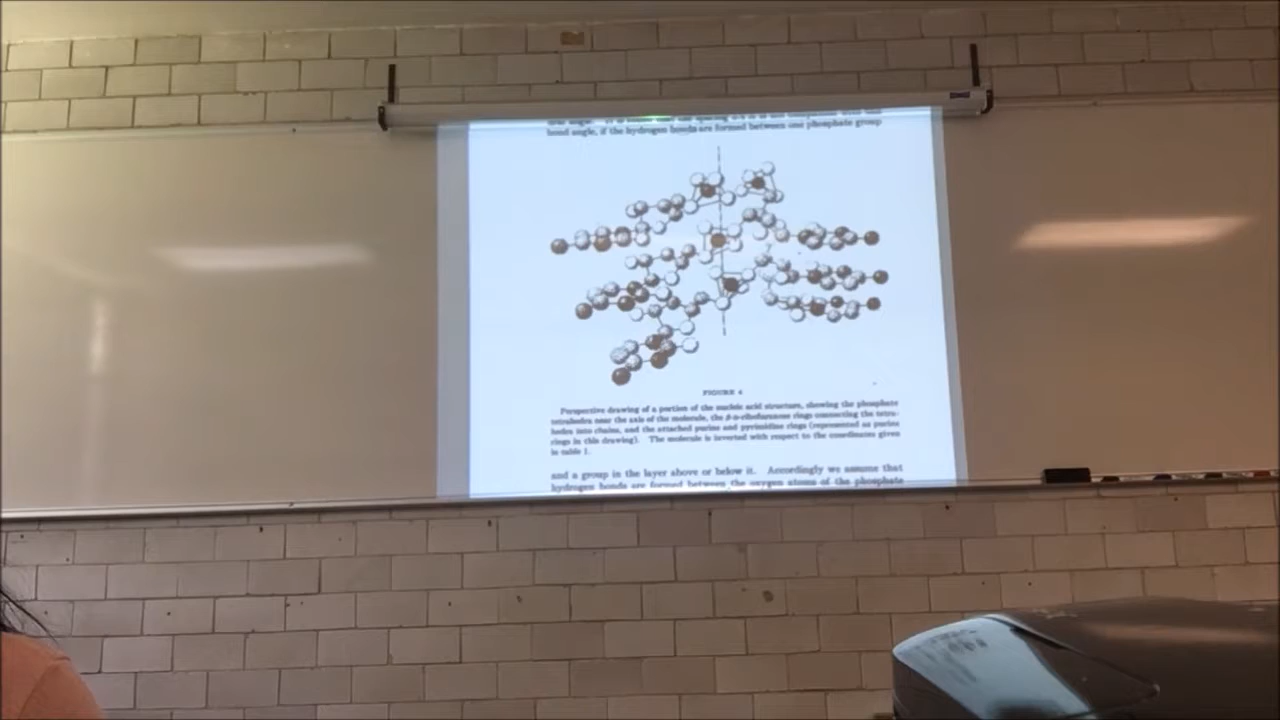 bond angle, if the hydrogen bonds are formed between one phosphate group
FIGURE 4
Perspective drawing of a portion of the nucleic acid structure, showing the phosphate
tetrahedra near the axis of the molecule, the β-D-ribofuranose rings connecting the tetra-
hedra into chains, and the attached purine and pyrimidine rings (represented as purine
rings in this drawing). The molecule is inverted with respect to the coordinates given
in table 1.
and a group in the layer above or below it. Accordingly we assume that
hydrogen bonds are formed between the oxygen atoms of the phosphate